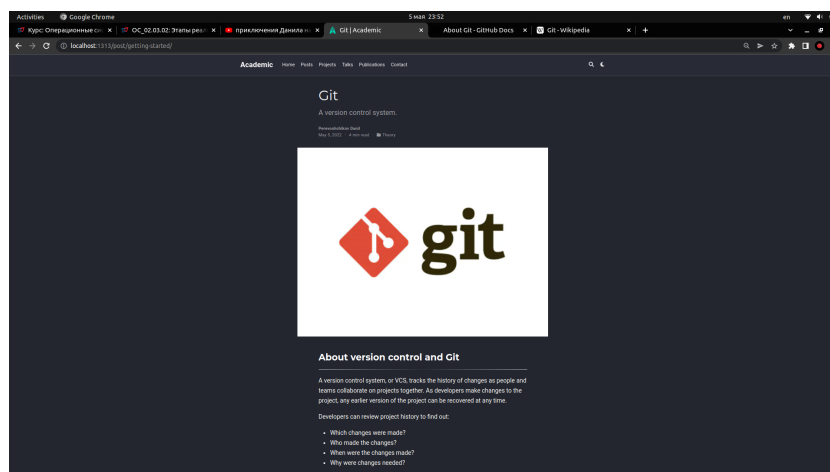 Activities Google Chrome 5 мая 23:52 en
Курс: Операционные си ОС_02.03.02: Этапы реал приключения Данила на Git | Academic About Git - GitHub Docs Git - Wikipedia
localhost:1313/post/getting-started/
Academic Home Posts Projects Talks Publications Contact
Git
A version control system.
May 5, 2022 · 4 min read · Theory
git
About version control and Git
A version control system, or VCS, tracks the history of changes as people and
teams collaborate on projects together. As developers make changes to the
project, any earlier version of the project can be recovered at any time.
Developers can review project history to find out:
• Which changes were made?
• Who made the changes?
• When were the changes made?
• Why were changes needed?